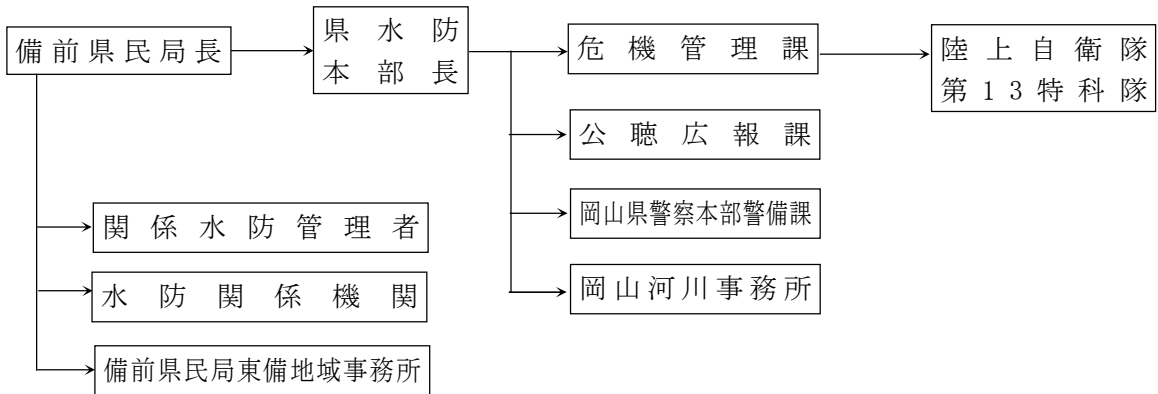 備前県民局長
県水防
本部長
危機管理課
陸上自衛隊
第13特科隊
公聴広報課
関係水防管理者
岡山県警察本部警備課
水防関係機関
岡山河川事務所
備前県民局東備地域事務所